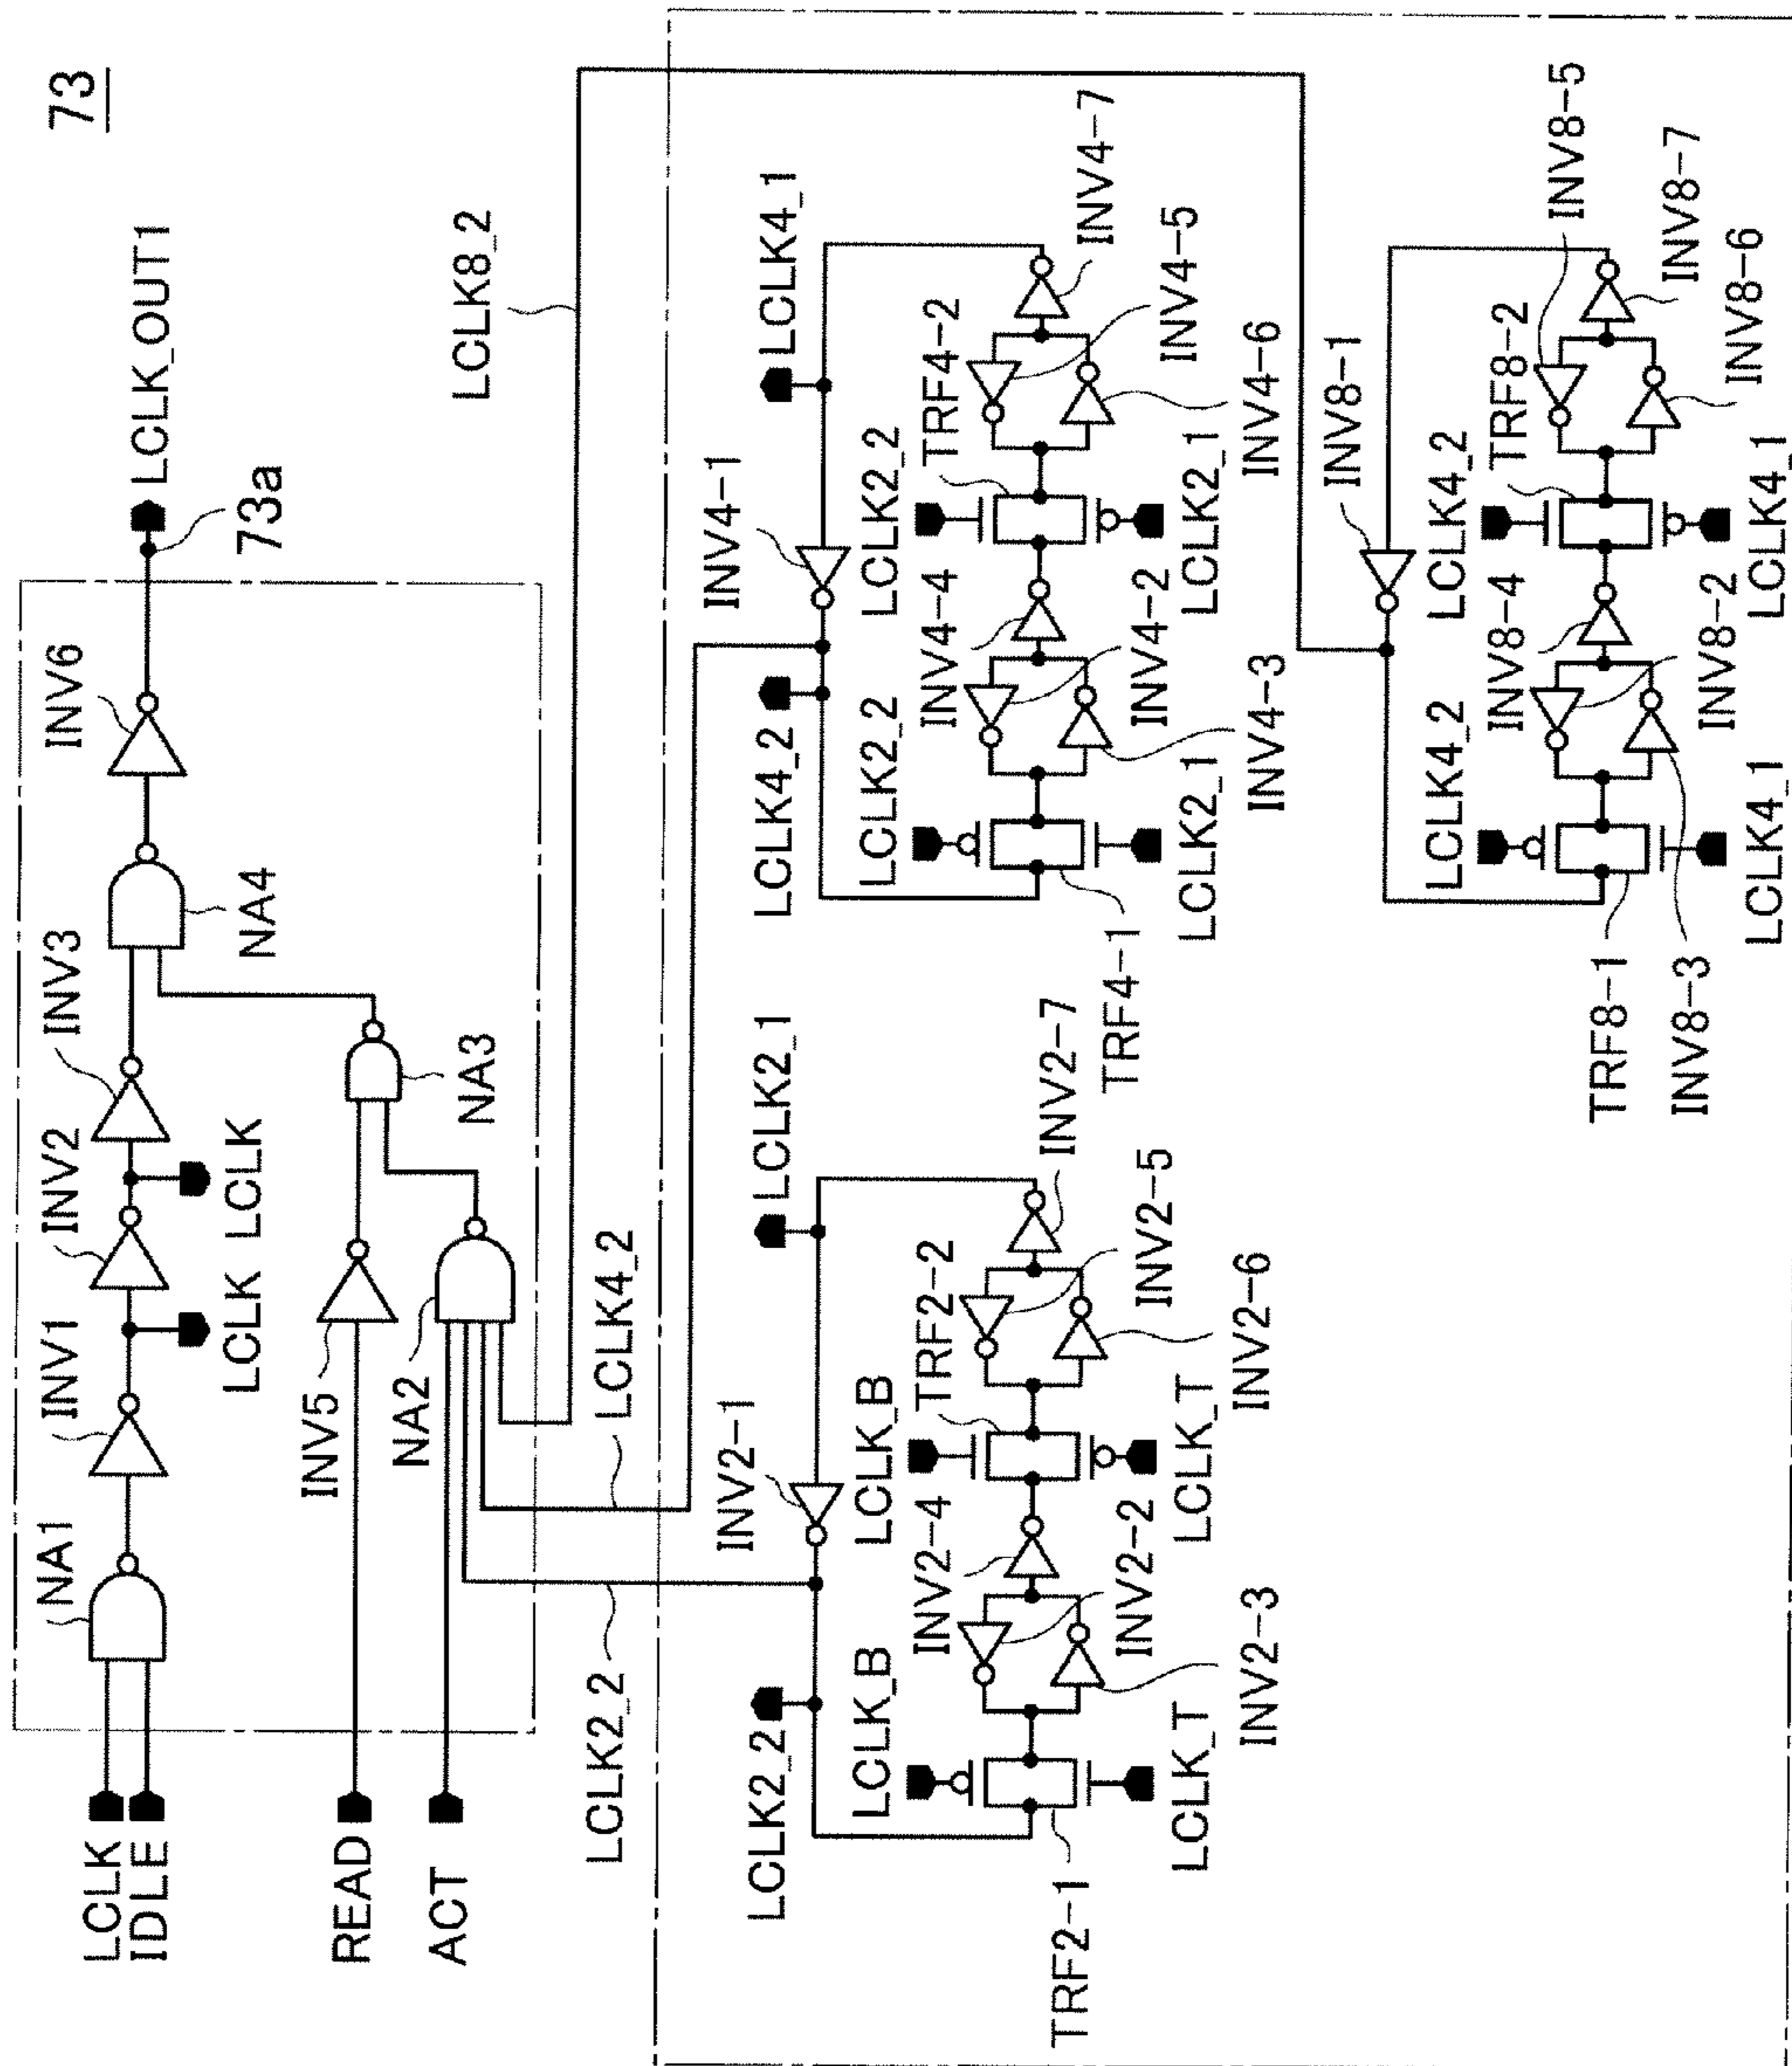 73
LCLK
IDLE
READ
ACT
NA1
INV1
LCLK
INV2
LCLK
INV3
NA4
INV6
LCLK_OUT1
73a
INV5
NA2
NA3
LCLK2_2
LCLK4_2
LCLK8_2
LCLK2_2
INV2-1
LCLK2_1
LCLK_B
INV2-4
LCLK_B
TRF2-2
INV2-7
TRF2-1
LCLK_T
INV2-3
INV2-2
LCLK_T
INV2-6
INV2-5
LCLK4_2
INV4-1
LCLK4_1
LCLK2_2
INV4-4
LCLK2_2
TRF4-2
INV4-7
TRF4-1
LCLK2_1
INV4-3
INV4-2
LCLK2_1
INV4-6
INV4-5
INV8-1
LCLK4_2
INV8-4
LCLK4_2
TRF8-2
INV8-5
TRF8-1
INV8-3
LCLK4_1
INV8-2
LCLK4_1
INV8-6
INV8-7